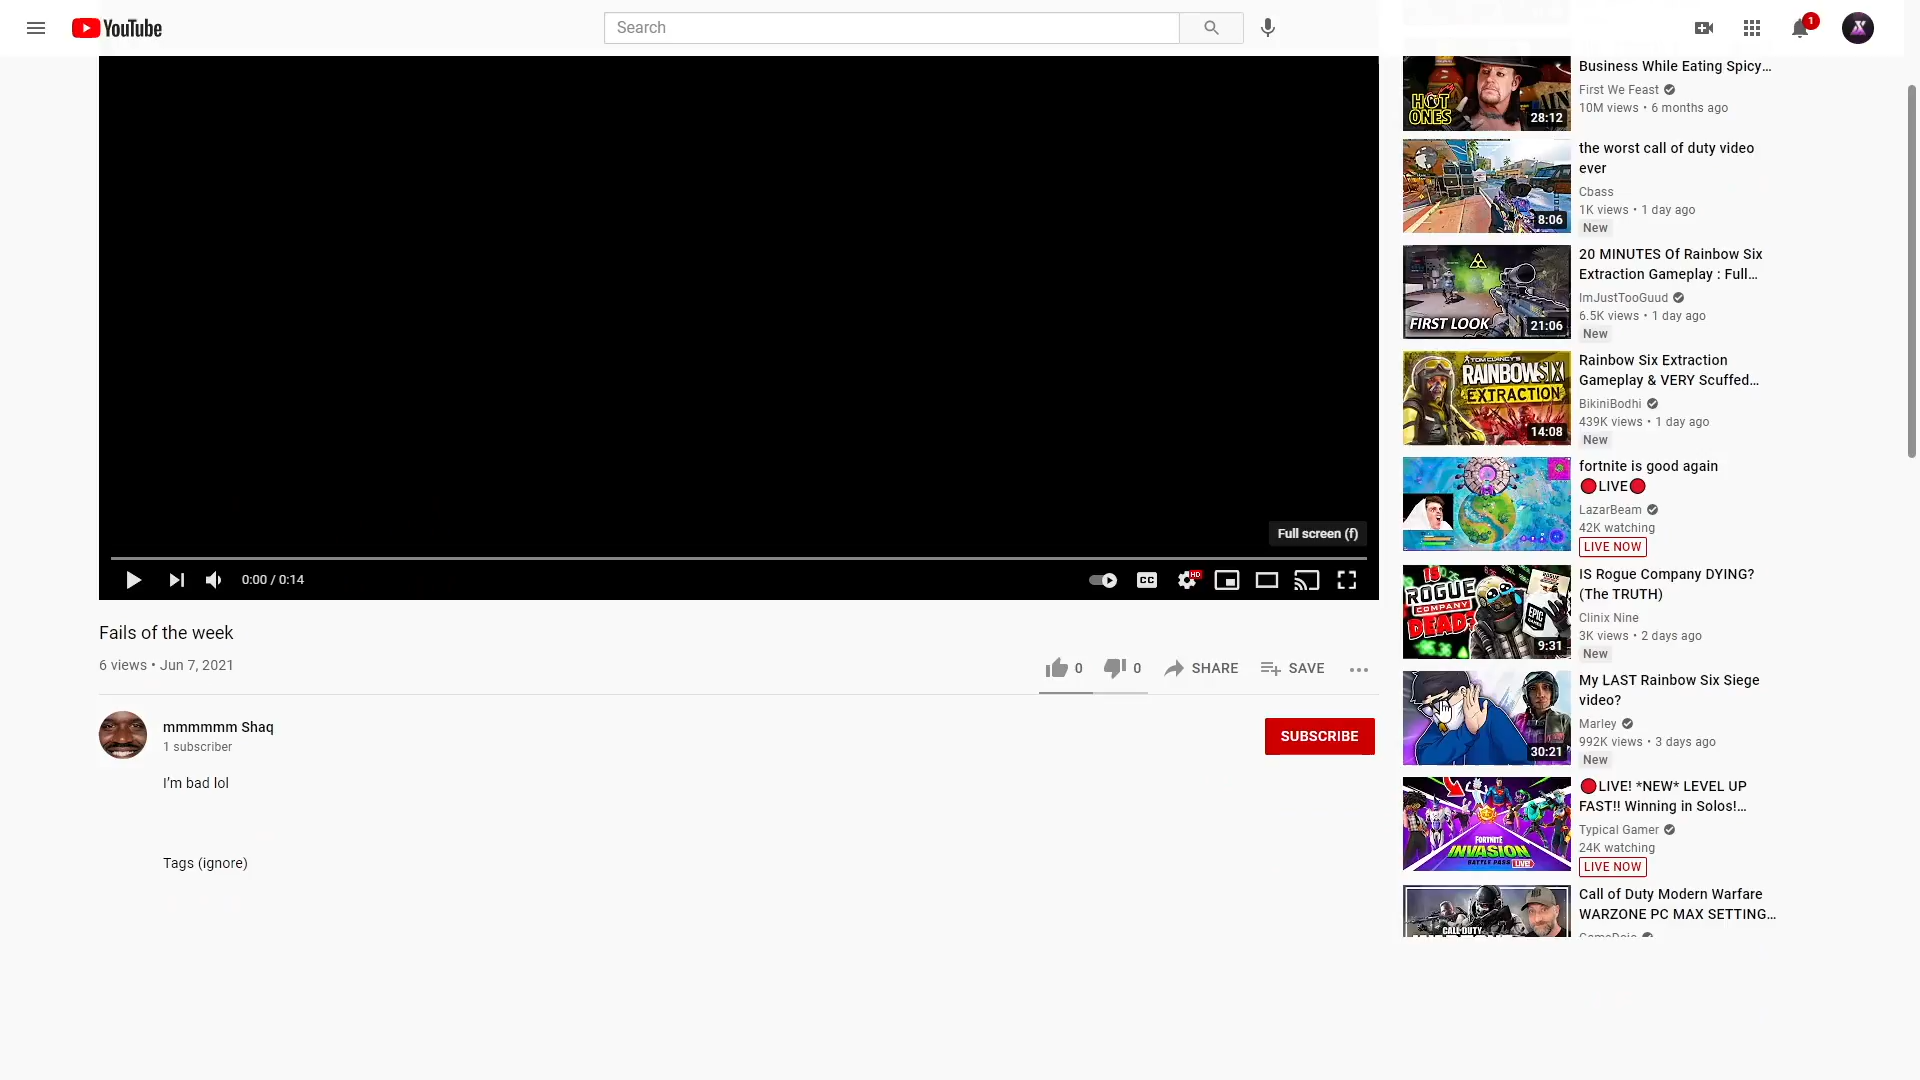 YouTube
Search
1
Full screen (f)
0:00 / 0:14
CC
HD
Fails of the week
6 views • Jun 7, 2021
0
0
SHARE
SAVE
mmmmmm Shaq
1 subscriber
SUBSCRIBE
I'm bad lol
Tags (ignore)
HOT
ONES
28:12
Business While Eating Spicy…
First We Feast
10M views • 6 months ago
8:06
the worst call of duty video
ever
Cbass
1K views • 1 day ago
New
FIRST LOOK
21:06
20 MINUTES Of Rainbow Six
Extraction Gameplay : Full…
ImJustTooGuud
6.5K views • 1 day ago
New
TOM CLANCY'S
RAINBOW SIX
EXTRACTION
14:08
Rainbow Six Extraction
Gameplay & VERY Scuffed…
BikiniBodhi
439K views • 1 day ago
New
fortnite is good again
🔴LIVE🔴
LazarBeam
42K watching
LIVE NOW
IS
ROGUE
COMPANY
DEAD?
EPIC
GAMES
9:31
IS Rogue Company DYING?
(The TRUTH)
Clinix Nine
3K views • 2 days ago
New
30:21
My LAST Rainbow Six Siege
video?
Marley
992K views • 3 days ago
New
FORTNITE
INVASION
BATTLE PASS
LIVE!
🔴LIVE! *NEW* LEVEL UP
FAST!! Winning in Solos!…
Typical Gamer
24K watching
LIVE NOW
CALL OF DUTY
Call of Duty Modern Warfare
WARZONE PC MAX SETTING…